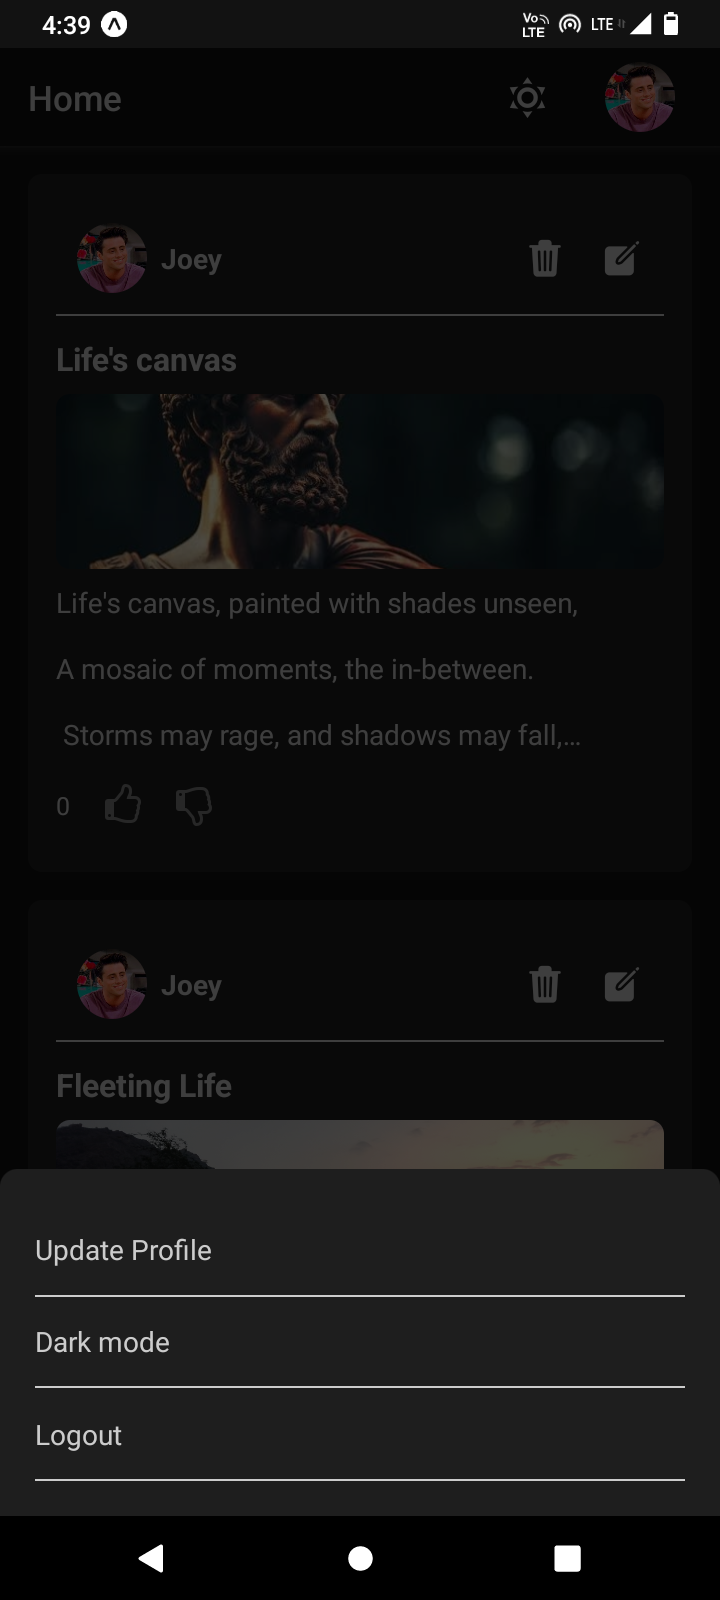 4:39
Vo LTE
LTE
Home
Joey
Life's canvas
Life's canvas, painted with shades unseen,
A mosaic of moments, the in-between.
Storms may rage, and shadows may fall,…
0
Joey
Fleeting Life
Update Profile
Dark mode
Logout